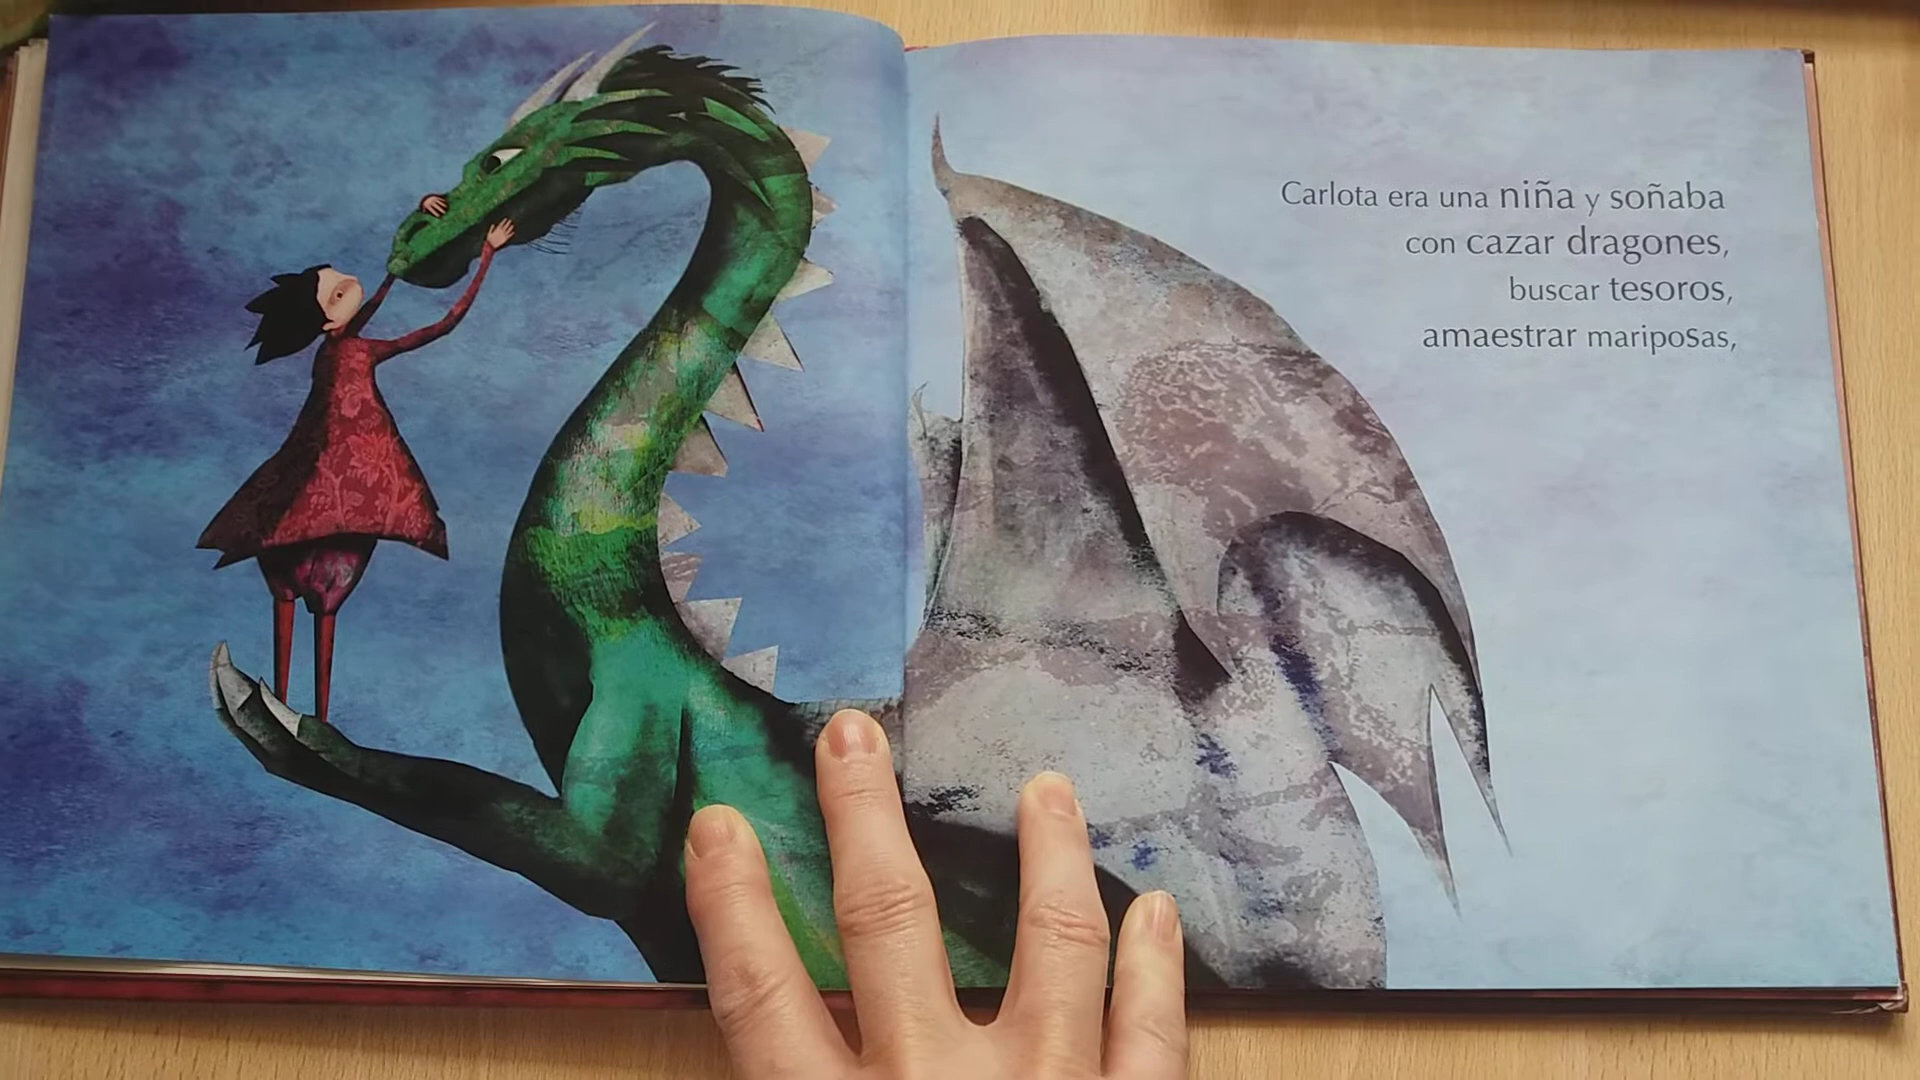 Carlota era una niña y soñaba
con cazar dragones,
buscar tesoros,
amaestrar mariposas,